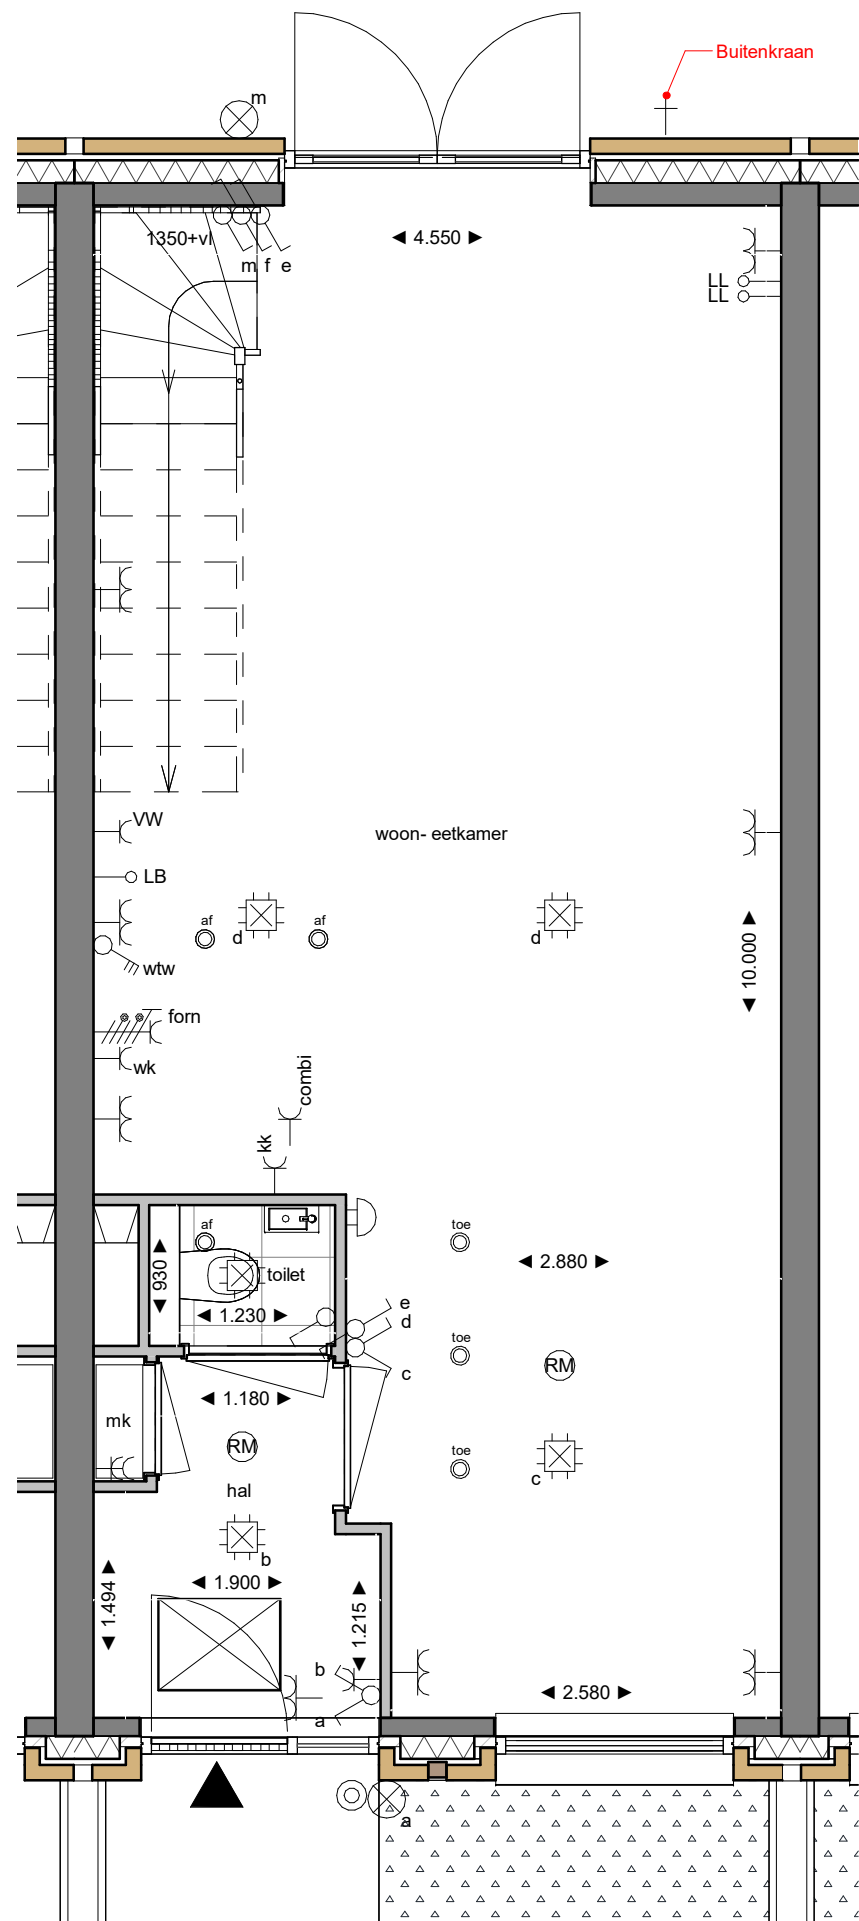 Buitenkraan
m
1350+vl
4.550
m f e
LL
LL
VW
woon- eetkamer
LB
af
af
d
d
wtw
10.000
forn
wk
combi
kk
af
toe
930
toilet
2.880
1.230
e
d
toe
RM
c
1.180
mk
RM
toe
hal
c
b
1.900
1.494
1.215
b
a
2.580
a